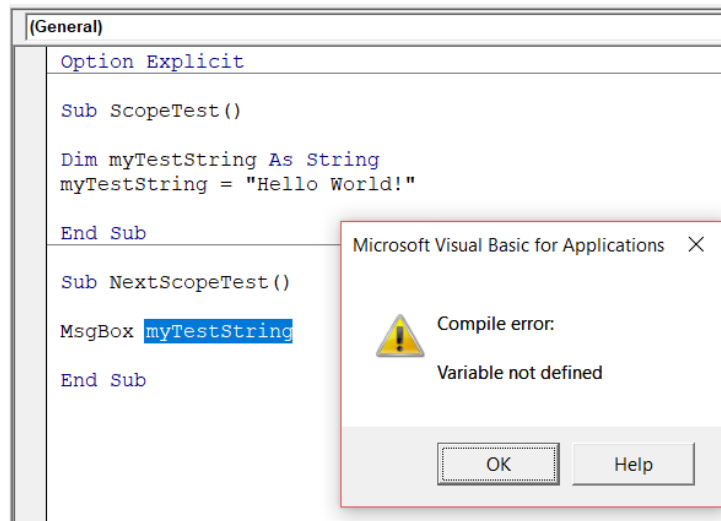 (General)
Option Explicit
Sub ScopeTest()
Dim myTestString As String
myTestString = "Hello World!"
End Sub
Sub NextScopeTest()
MsgBox myTestString
End Sub
Microsoft Visual Basic for Applications
Compile error:
Variable not defined
OK
Help